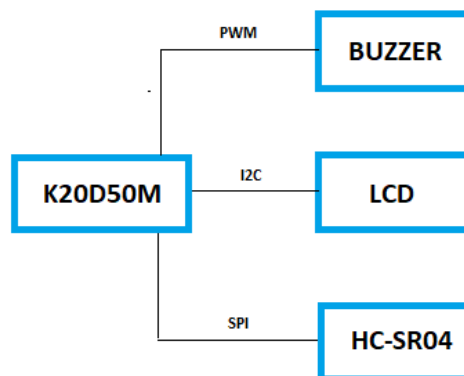 PWM
BUZZER
K20D50M
I2C
LCD
SPI
HC-SR04